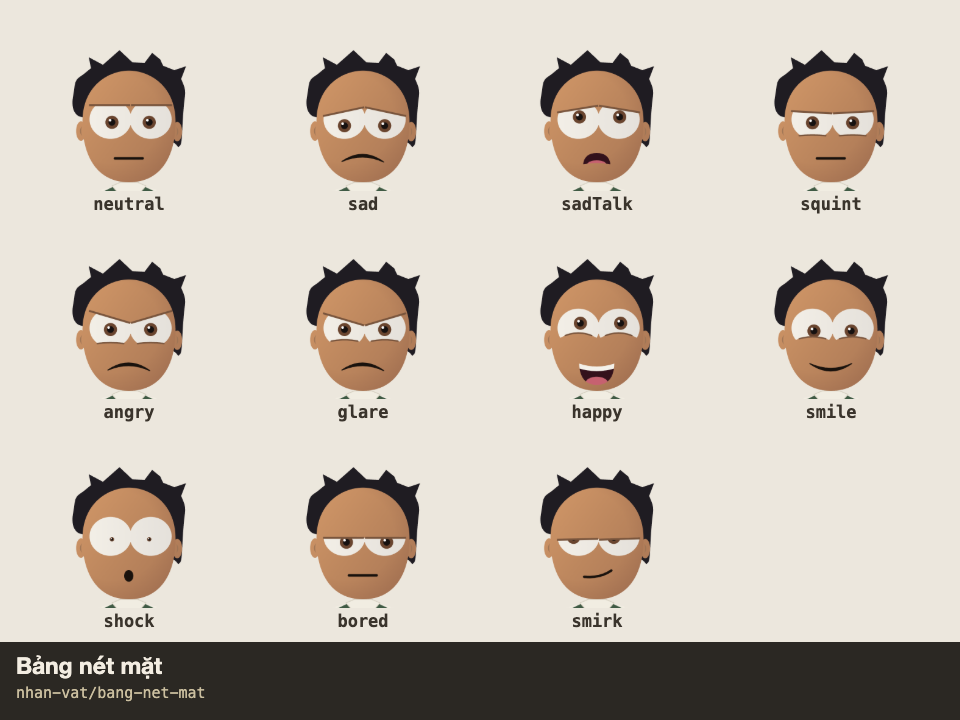 neutral
sad
sadTalk
squint
angry
glare
happy
smile
shock
bored
smirk
Bảng nét mặt
nhan-vat/bang-net-mat